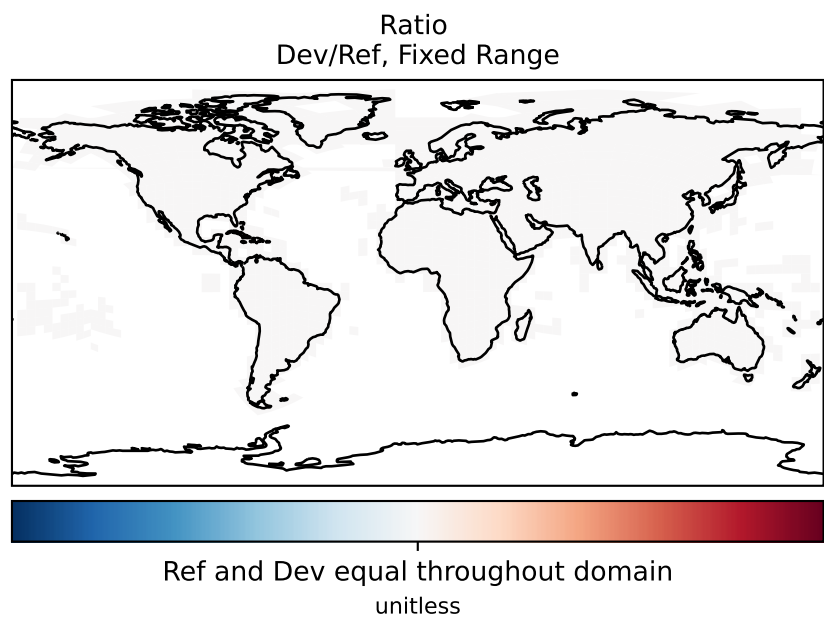 Ratio
Dev/Ref, Fixed Range
Ref and Dev equal throughout domain
unitless